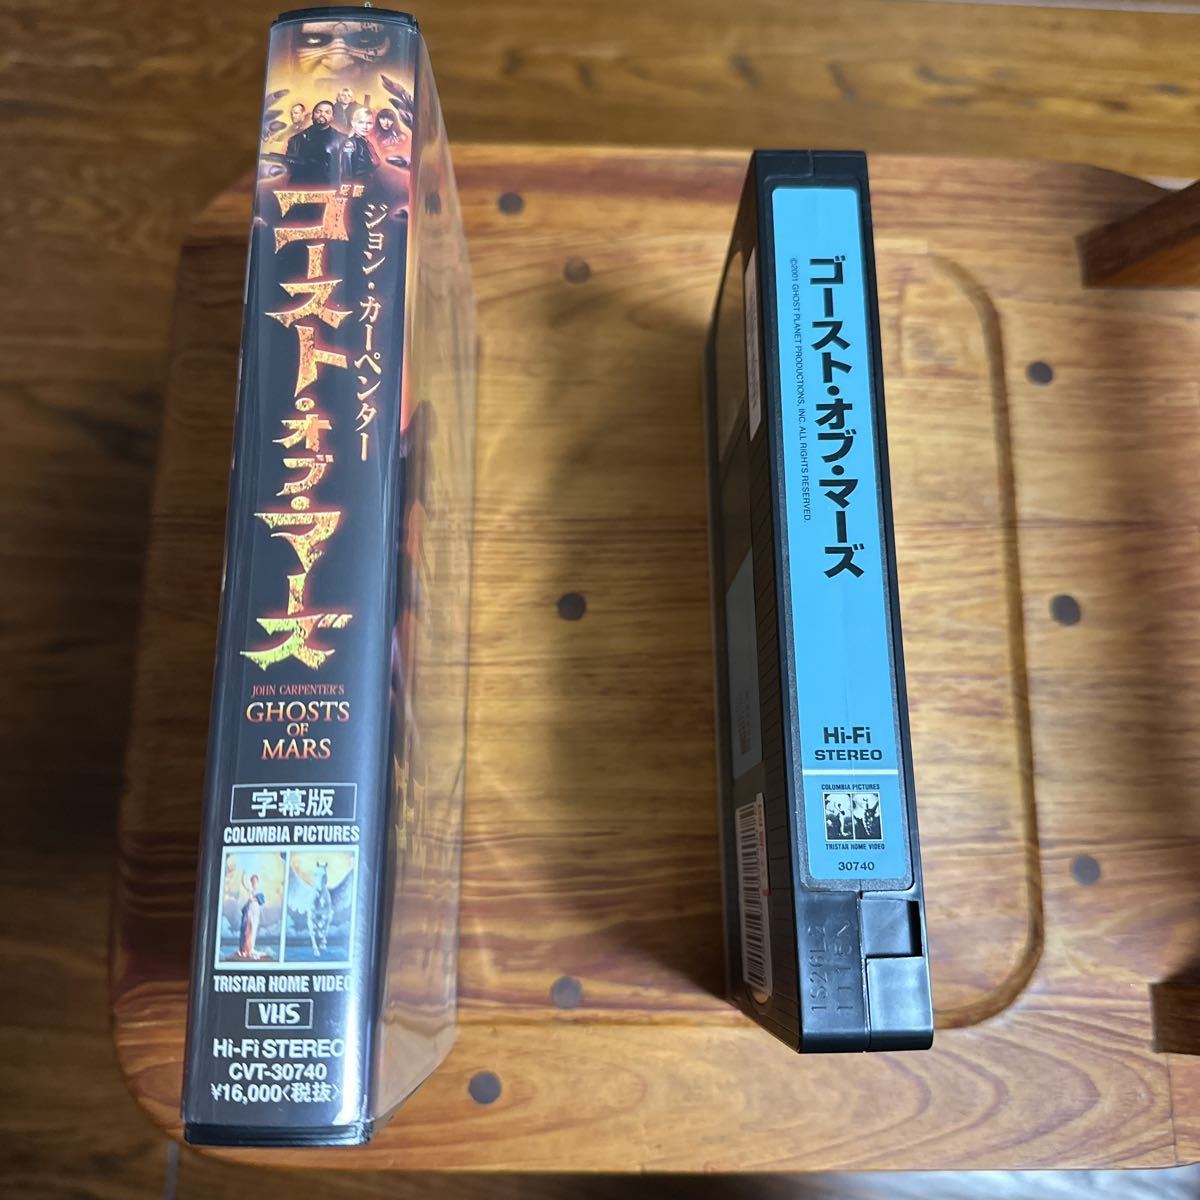 ジョン・カーペンター
ゴースト・オブ・マーズ
JOHN CARPENTER'S
GHOSTS
OF
MARS
字幕版
COLUMBIA PICTURES
TRISTAR HOME VIDEO
VHS
Hi-Fi STEREO
CVT-30740
¥16,000〈税抜〉
ゴースト・オブ・マーズ
©2001 GHOST PLANET PRODUCTIONS, INC. ALL RIGHTS RESERVED.
Hi-Fi
STEREO
COLUMBIA PICTURES
TRISTAR HOME VIDEO
30740